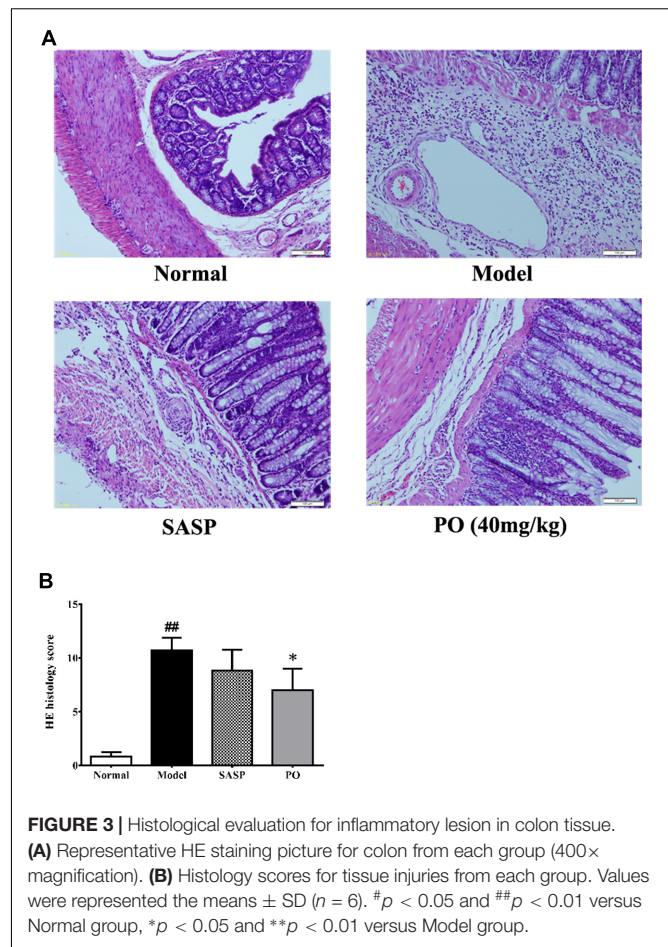 A
Normal
Model
SASP
PO (40mg/kg)
B
HE histology score
15
10
5
0
##
*
Normal
Model
SASP
PO
FIGURE 3 | Histological evaluation for inflammatory lesion in colon tissue.
(A) Representative HE staining picture for colon from each group (400×
magnification). (B) Histology scores for tissue injuries from each group. Values
were represented the means ± SD (n = 6). #p < 0.05 and ##p < 0.01 versus
Normal group, *p < 0.05 and **p < 0.01 versus Model group.